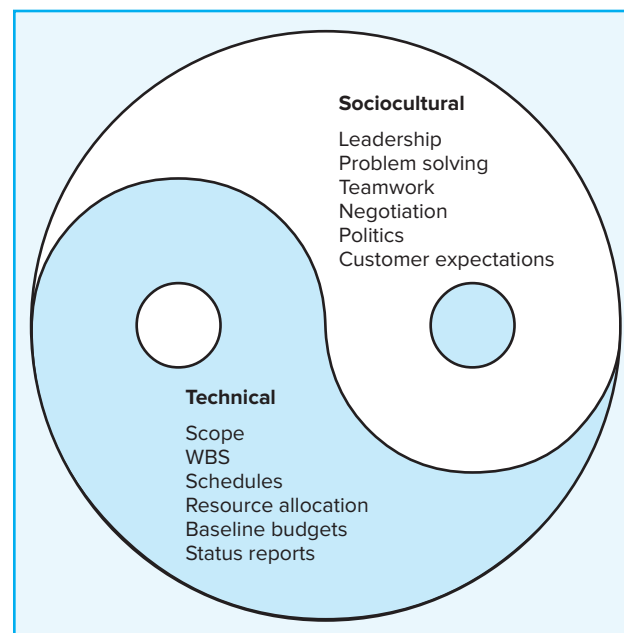 Sociocultural
Leadership
Problem solving
Teamwork
Negotiation
Politics
Customer expectations
Technical
Scope
WBS
Schedules
Resource allocation
Baseline budgets
Status reports